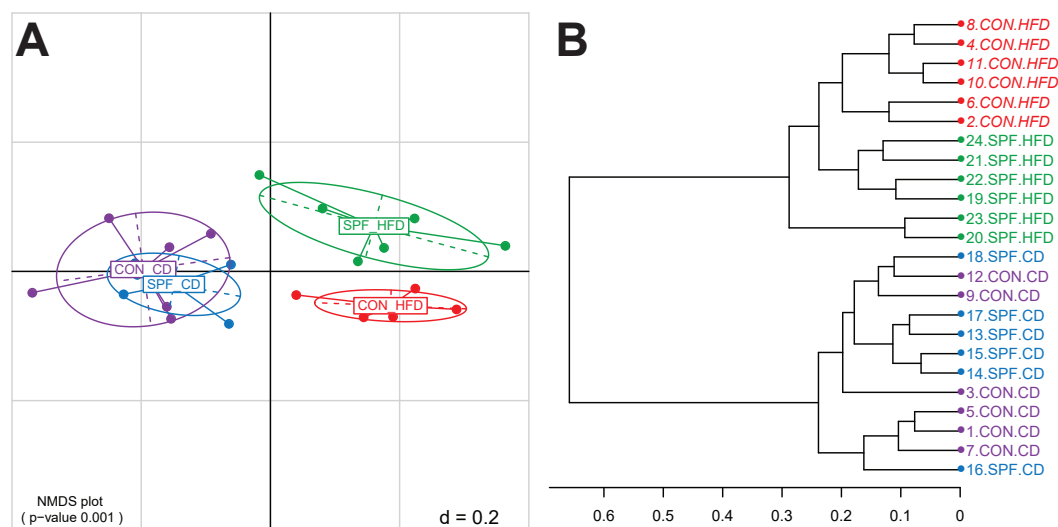 A
SPF_HFD
CON_CD
SPF_CD
CON_HFD
NMDS plot
( p−value 0.001 )
d = 0.2
B
8.CON.HFD
4.CON.HFD
11.CON.HFD
10.CON.HFD
6.CON.HFD
2.CON.HFD
24.SPF.HFD
21.SPF.HFD
22.SPF.HFD
19.SPF.HFD
23.SPF.HFD
20.SPF.HFD
18.SPF.CD
12.CON.CD
9.CON.CD
17.SPF.CD
13.SPF.CD
15.SPF.CD
14.SPF.CD
3.CON.CD
5.CON.CD
1.CON.CD
7.CON.CD
16.SPF.CD
0.6 0.5 0.4 0.3 0.2 0.1 0